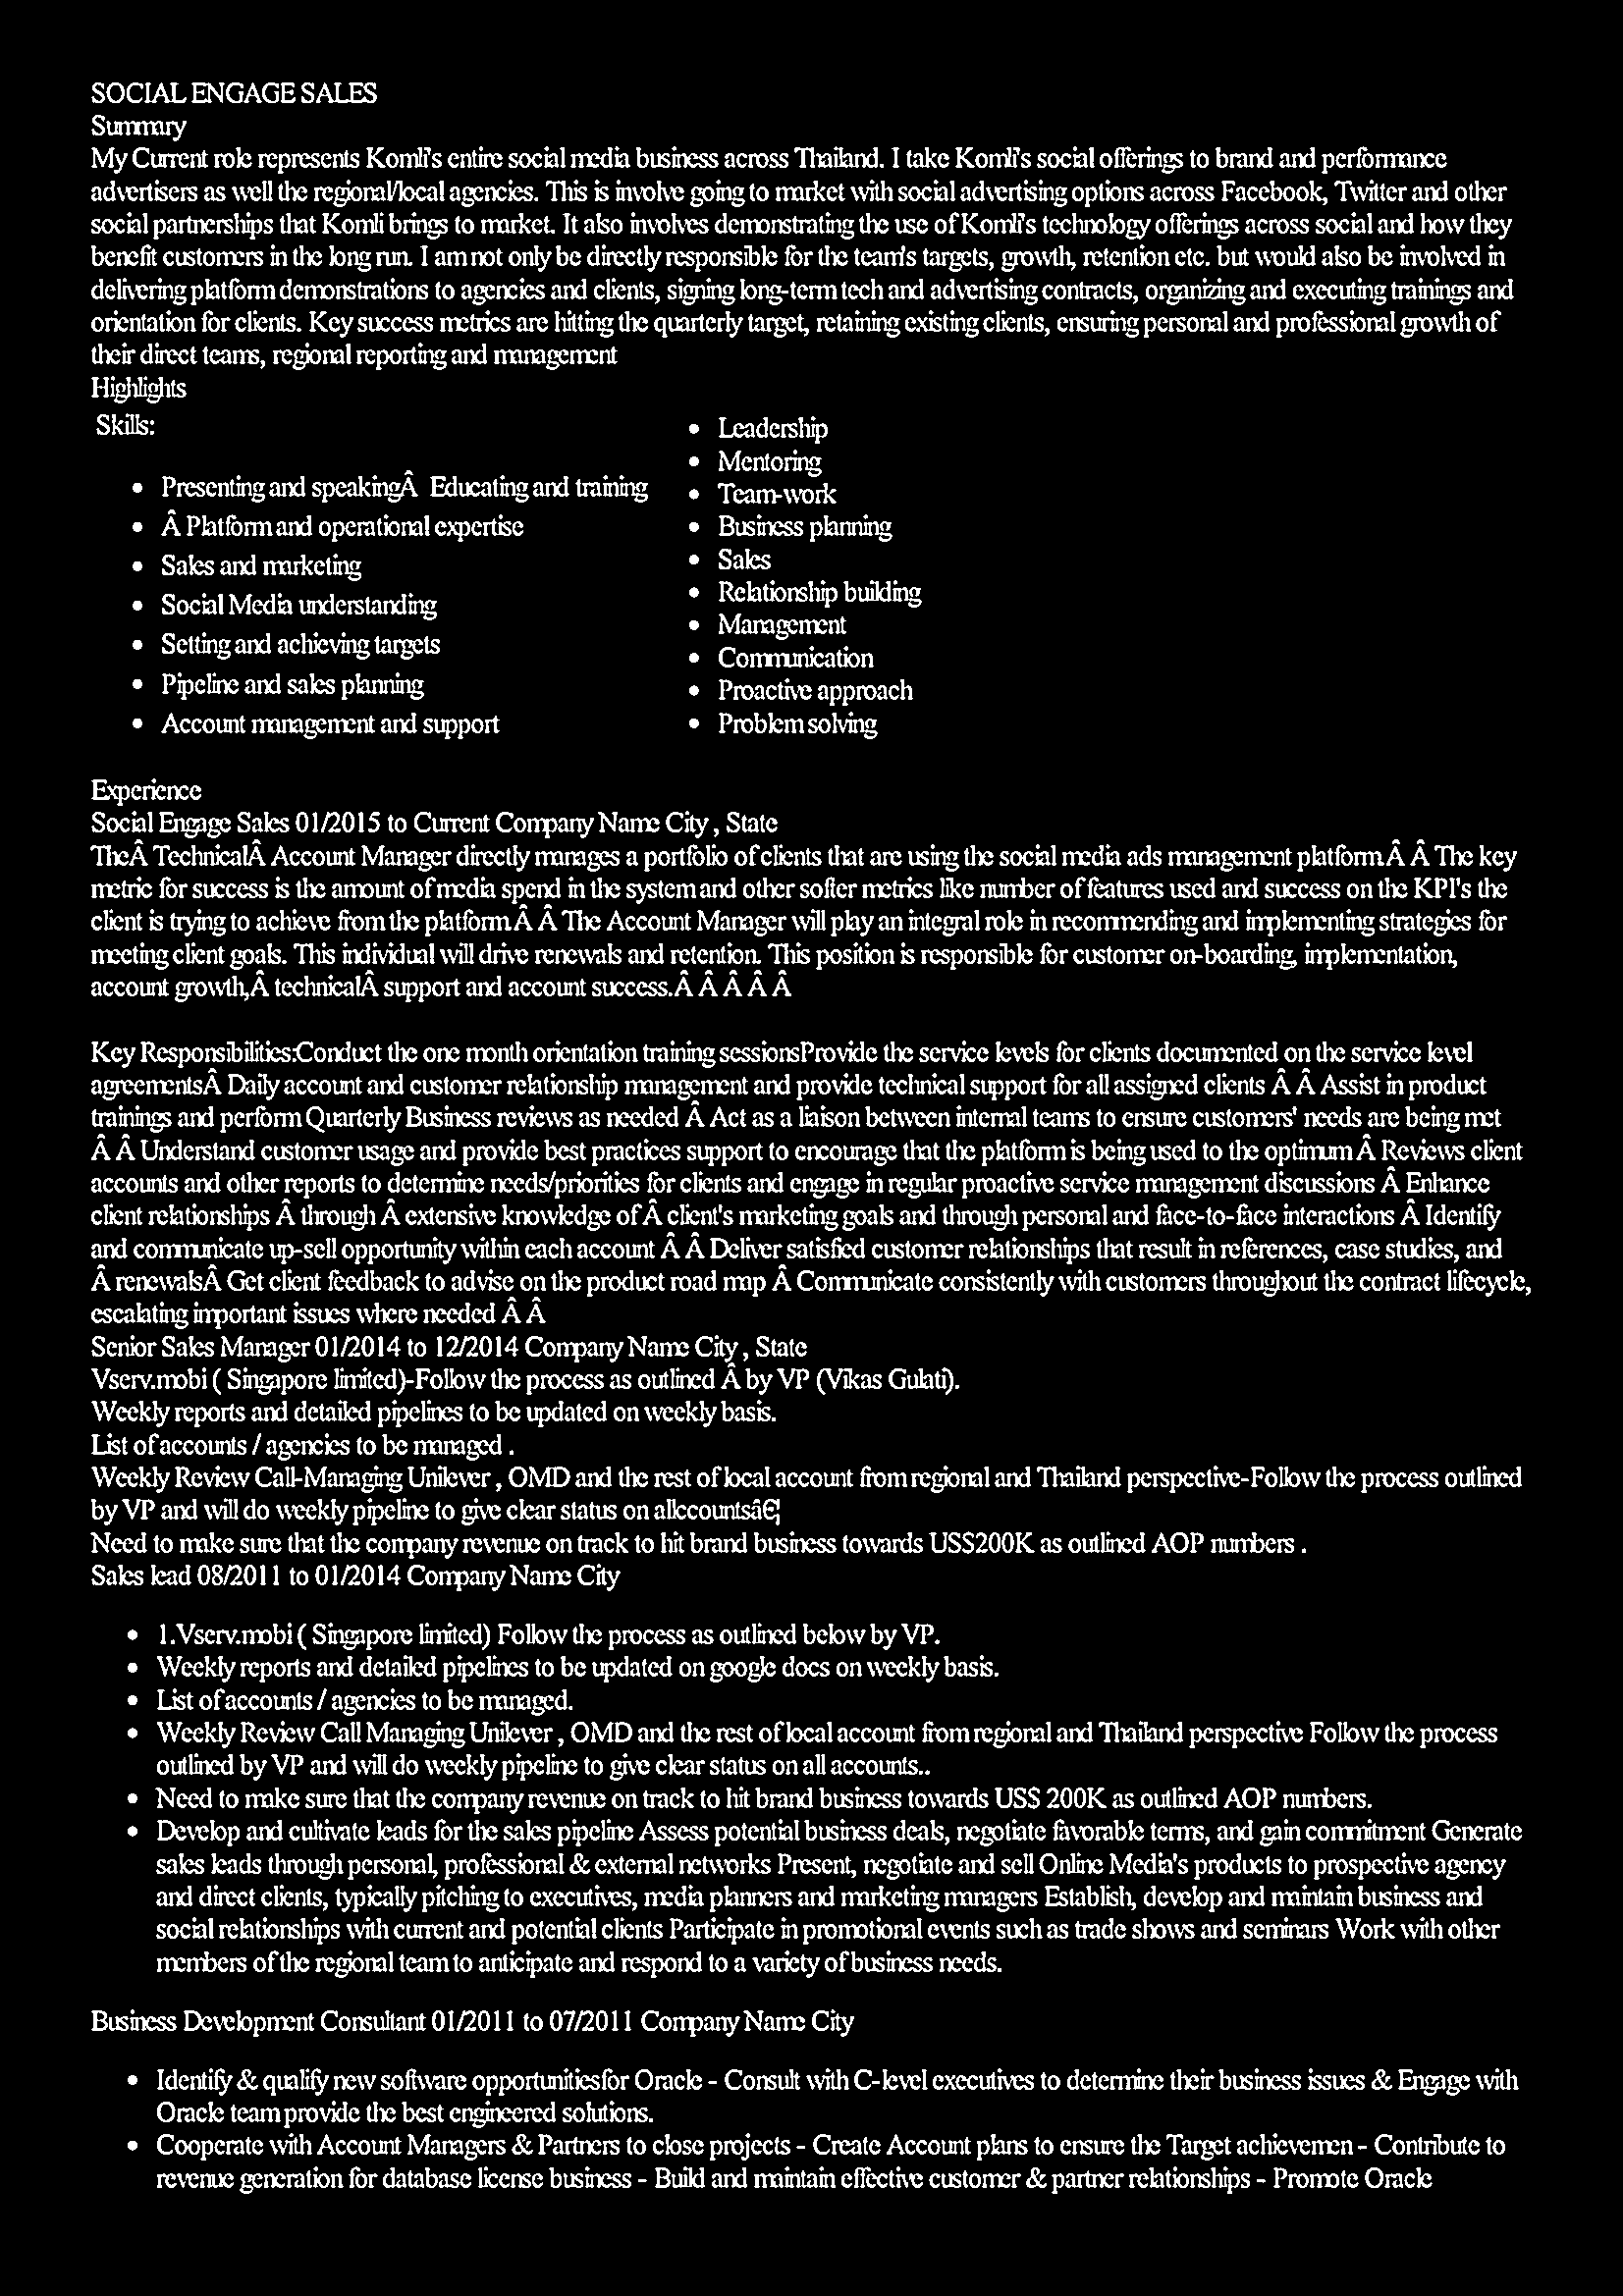 SOCIAL ENGAGE SALES
Summary
My Current role represents Komli's entire social media business across Thailand. I take Komli's social offerings to brand and performance
advertisers as well the regional/local agencies. This is involve going to market with social advertising options across Facebook, Twitter and other
social partnerships that Komli brings to market. It also involves demonstrating the use of Komli's technology offerings across social and how they
benefit customers in the long run. I am not only be directly responsible for the team's targets, growth, retention etc. but would also be involved in
delivering platform demonstrations to agencies and clients, signing long-term tech and advertising contracts, organizing and executing trainings and
orientation for clients. Key success metrics are hitting the quarterly target, retaining existing clients, ensuring personal and professional growth of
their direct teams, regional reporting and management
Highlights
Skills:
• Presenting and speakingÂ  Educating and training
• Â Platform and operational expertise
• Sales and marketing
• Social Media understanding
• Setting and achieving targets
• Pipeline and sales planning
• Account management and support
• Leadership
• Mentoring
• Team-work
• Business planning
• Sales
• Relationship building
• Management
• Communication
• Proactive approach
• Problem solving
Experience
Social Engage Sales 01/2015 to Current Company Name City , State
TheÂ TechnicalÂ Account Manager directly manages a portfolio of clients that are using the social media ads management platform.Â Â The key
metric for success is the amount of media spend in the system and other softer metrics like number of features used and success on the KPI's the
client is trying to achieve from the platform.Â Â The Account Manager will play an integral role in recommending and implementing strategies for
meeting client goals. This individual will drive renewals and retention. This position is responsible for customer on-boarding, implementation,
account growth,Â technicalÂ support and account success.Â Â Â Â Â
Key Responsibilities:Conduct the one month orientation training sessionsProvide the service levels for clients documented on the service level
agreementsÂ Daily account and customer relationship management and provide technical support for all assigned clients Â Â Assist in product
trainings and perform Quarterly Business reviews as needed Â Act as a liaison between internal teams to ensure customers' needs are being met
Â Â Understand customer usage and provide best practices support to encourage that the platform is being used to the optimum Â Reviews client
accounts and other reports to determine needs/priorities for clients and engage in regular proactive service management discussions Â Enhance
client relationships Â through Â extensive knowledge of Â client's marketing goals and through personal and face-to-face interactions Â Identify
and communicate up-sell opportunity within each account Â Â Deliver satisfied customer relationships that result in references, case studies, and
Â renewalsÂ Get client feedback to advise on the product road map Â Communicate consistently with customers throughout the contract lifecycle,
escalating important issues where needed Â Â
Senior Sales Manager 01/2014 to 12/2014 Company Name City , State
Vserv.mobi ( Singapore limited)-Follow the process as outlined Â by VP (Vikas Gulati).
Weekly reports and detailed pipelines to be updated on weekly basis.
List of accounts / agencies to be managed .
Weekly Review Call-Managing Unilever , OMD and the rest of local account from regional and Thailand perspective-Follow the process outlined
by VP and will do weekly pipeline to give clear status on allccountsâ€¦
Need to make sure that the company revenue on track to hit brand business towards US$200K as outlined AOP numbers .
Sales lead 08/2011 to 01/2014 Company Name City
• 1.Vserv.mobi ( Singapore limited) Follow the process as outlined below by VP.
• Weekly reports and detailed pipelines to be updated on google docs on weekly basis.
• List of accounts / agencies to be managed.
• Weekly Review Call Managing Unilever , OMD and the rest of local account from regional and Thailand perspective Follow the process
outlined by VP and will do weekly pipeline to give clear status on all accounts..
• Need to make sure that the company revenue on track to hit brand business towards US$ 200K as outlined AOP numbers.
• Develop and cultivate leads for the sales pipeline Assess potential business deals, negotiate favorable terms, and gain commitment Generate
sales leads through personal, professional & external networks Present, negotiate and sell Online Media's products to prospective agency
and direct clients, typically pitching to executives, media planners and marketing managers Establish, develop and maintain business and
social relationships with current and potential clients Participate in promotional events such as trade shows and seminars Work with other
members of the regional team to anticipate and respond to a variety of business needs.
Business Development Consultant 01/2011 to 07/2011 Company Name City
• Identify & qualify new software opportunitiesfor Oracle - Consult with C-level executives to determine their business issues & Engage with
Oracle team provide the best engineered solutions.
• Cooperate with Account Managers & Partners to close projects - Create Account plans to ensure the Target achievemen - Contribute to
revenue generation for database license business - Build and maintain effective customer & partner relationships - Promote Oracle